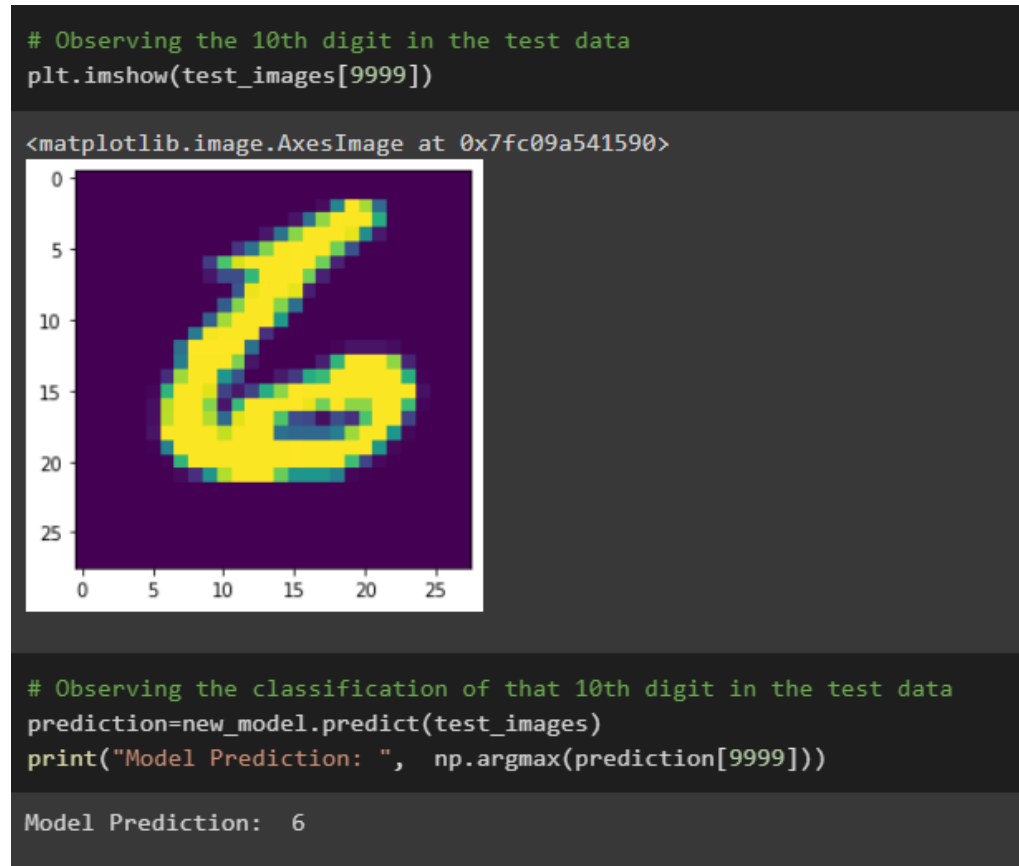 # Observing the 10th digit in the test data
plt.imshow(test_images[9999])
<matplotlib.image.AxesImage at 0x7fc09a541590>
0
5
10
15
20
25
0 5 10 15 20 25
# Observing the classification of that 10th digit in the test data
prediction=new_model.predict(test_images)
print("Model Prediction: ",  np.argmax(prediction[9999]))
Model Prediction:  6